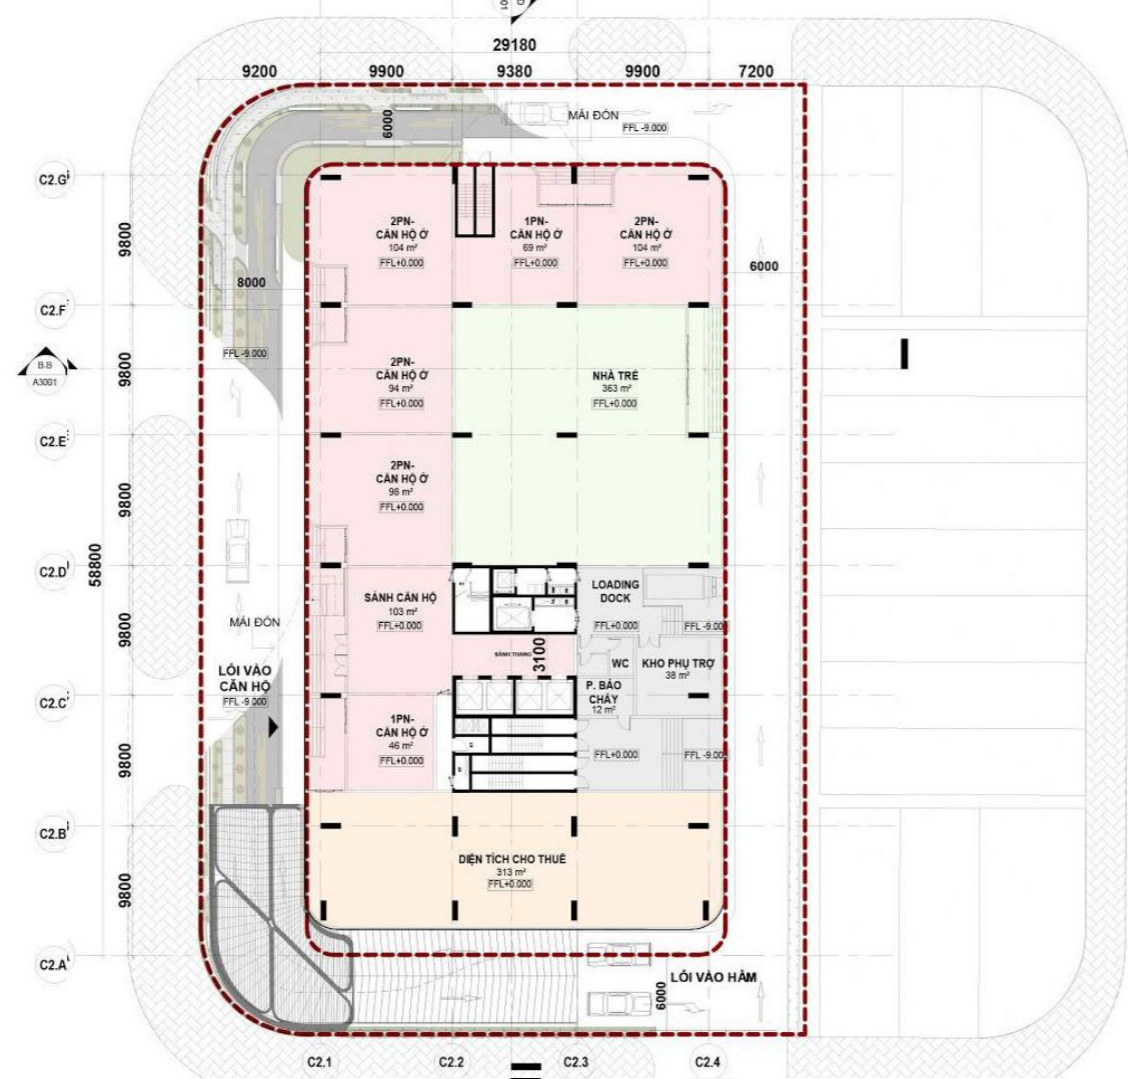 01
29180
9200
9900
9380
9900
7200
6000
MÁI ĐÓN
FFL -9.000
C2.G
2PN-
CĂN HỘ Ở
104 m²
FFL+0.000
1PN-
CĂN HỘ Ở
69 m²
FFL+0.000
2PN-
CĂN HỘ Ở
104 m²
FFL+0.000
9800
8000
6000
C2.F
FFL -9.000
B-B
A3001
9800
2PN-
CĂN HỘ Ở
94 m²
FFL+0.000
NHÀ TRẺ
363 m²
FFL+0.000
C2.E
2PN-
CĂN HỘ Ở
98 m²
FFL+0.000
9800
58800
C2.D
SẢNH CĂN HỘ
103 m²
FFL+0.000
LOADING
DOCK
FFL+0.000
FFL -9.00
MÁI ĐÓN
9800
SẢNH THANG
3100
WC
KHO PHỤ TRỢ
38 m²
LỐI VÀO
CĂN HỘ
FFL -9.000
P. BÁO
CHÁY
12 m²
C2.C
1PN-
CĂN HỘ Ở
46 m²
FFL+0.000
FFL+0.000
FFL -9.00
9800
C2.B
DIỆN TÍCH CHO THUÊ
313 m²
FFL+0.000
9800
C2.A
LỐI VÀO HẦM
6000
C2.1
C2.2
C2.3
C2.4